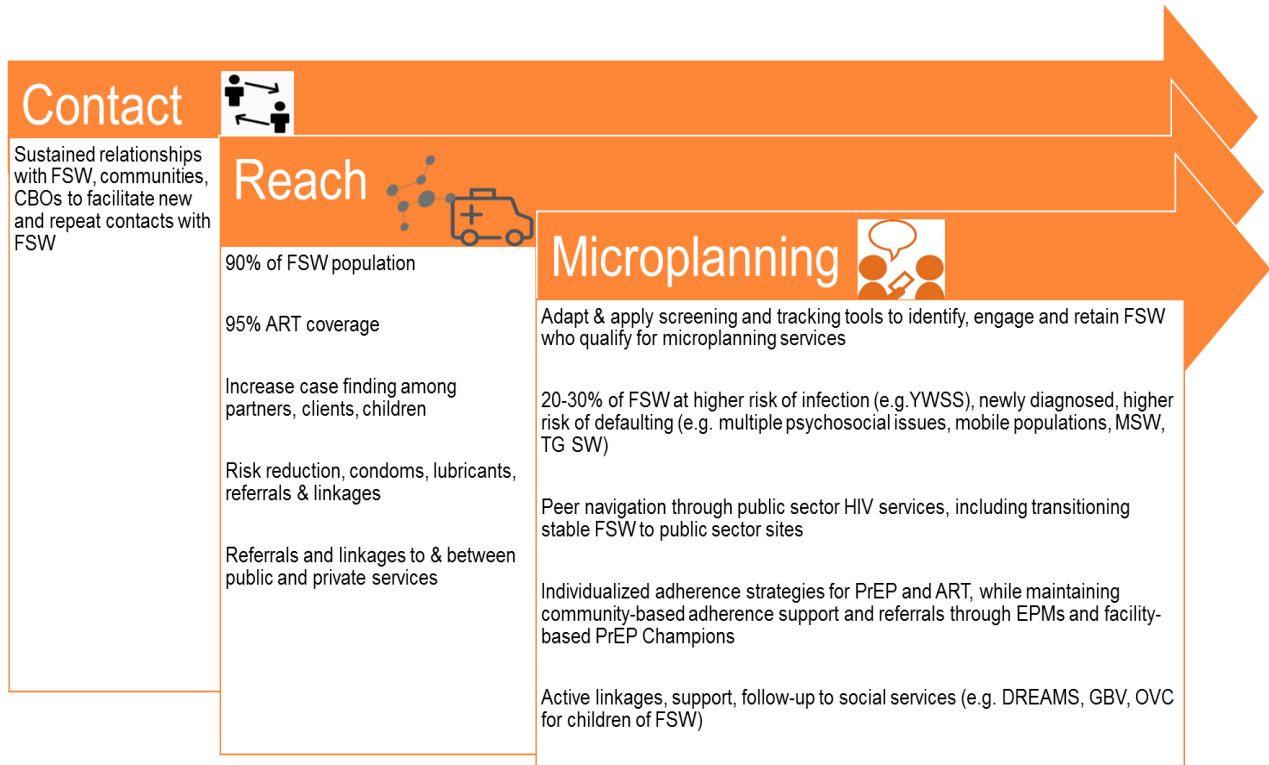 Contact
Sustained relationships
with FSW, communities,
CBOs to facilitate new
and repeat contacts with
FSW
Reach
90% of FSW population
95% ART coverage
Increase case finding among
partners, clients, children
Risk reduction, condoms, lubricants,
referrals & linkages
Referrals and linkages to & between
public and private services
Microplanning
Adapt & apply screening and tracking tools to identify, engage and retain FSW
who qualify for microplanning services
20-30% of FSW at higher risk of infection (e.g.YWSS), newly diagnosed, higher
risk of defaulting (e.g. multiple psychosocial issues, mobile populations, MSW,
TG SW)
Peer navigation through public sector HIV services, including transitioning
stable FSW to public sector sites
Individualized adherence strategies for PrEP and ART, while maintaining
community-based adherence support and referrals through EPMs and facility-
based PrEP Champions
Active linkages, support, follow-up to social services (e.g. DREAMS, GBV, OVC
for children of FSW)